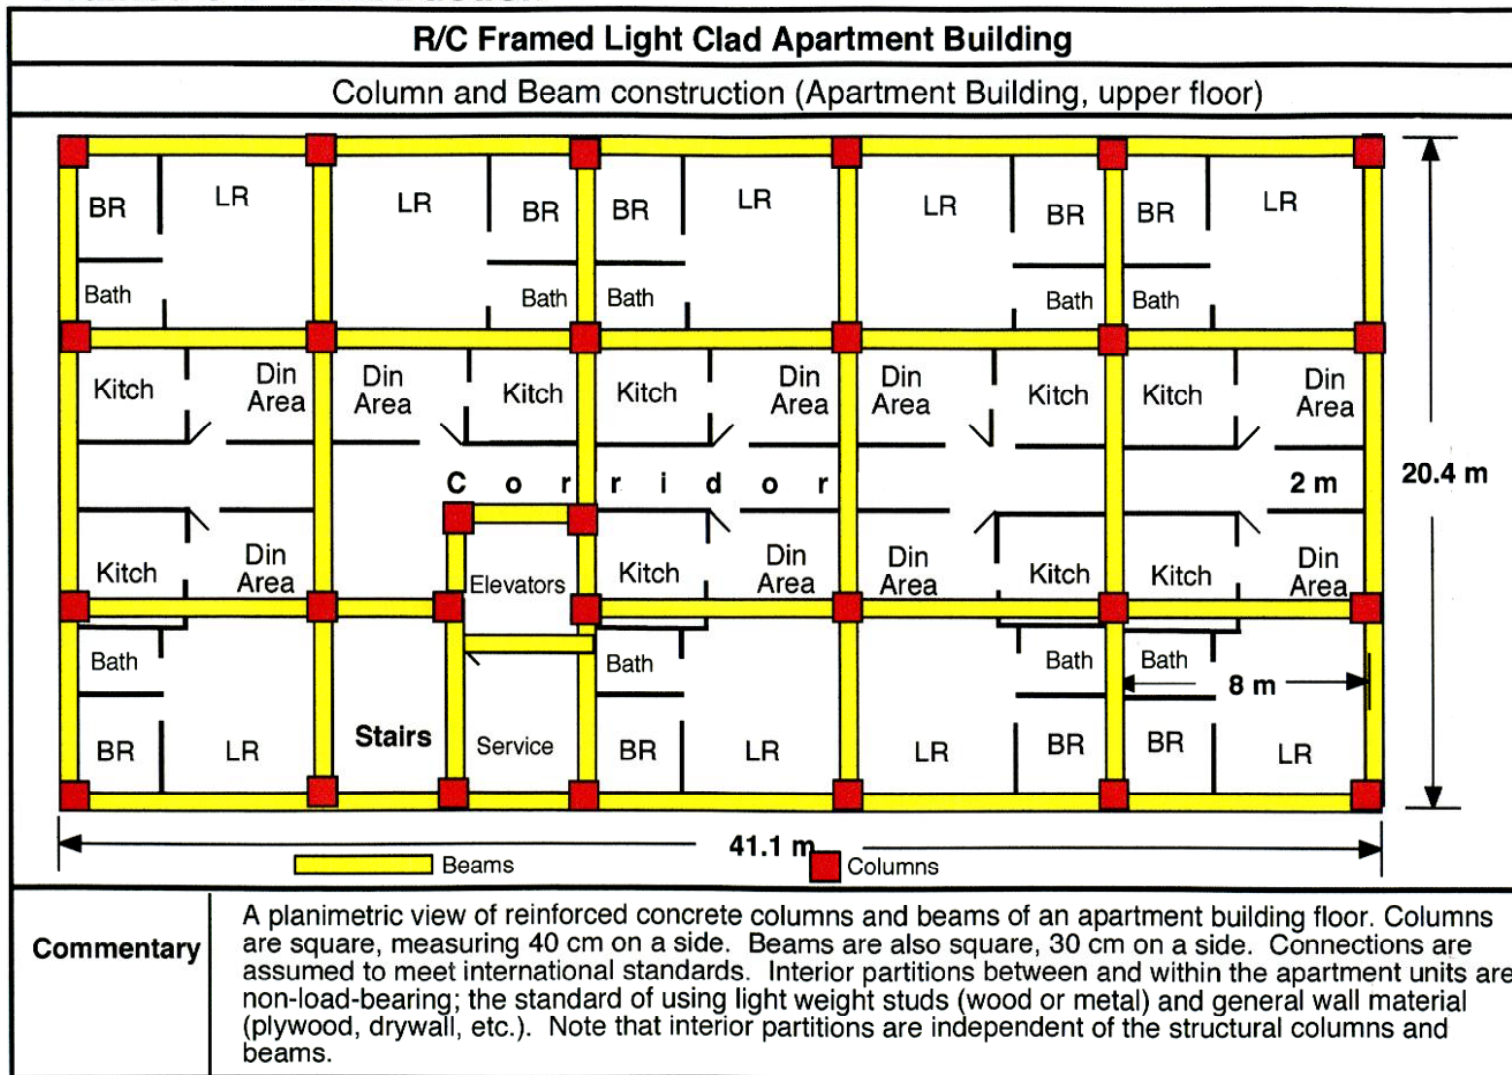 R/C Framed Light Clad Apartment Building
Column and Beam construction (Apartment Building, upper floor)
BR LR LR BR BR LR LR BR BR LR
Bath Bath Bath Bath Bath
Kitch Din Area Din Area Kitch Kitch Din Area Din Area Kitch Kitch Din Area
Corridor 2 m 20.4 m
Kitch Din Area Elevators Kitch Din Area Din Area Kitch Kitch Din Area
Bath Bath Bath Bath
8 m
BR LR Stairs Service BR LR LR BR BR LR
41.1 m
Beams Columns
Commentary
A planimetric view of reinforced concrete columns and beams of an apartment building floor. Columns
are square, measuring 40 cm on a side. Beams are also square, 30 cm on a side. Connections are
assumed to meet international standards. Interior partitions between and within the apartment units are
non-load-bearing; the standard of using light weight studs (wood or metal) and general wall material
(plywood, drywall, etc.). Note that interior partitions are independent of the structural columns and
beams.